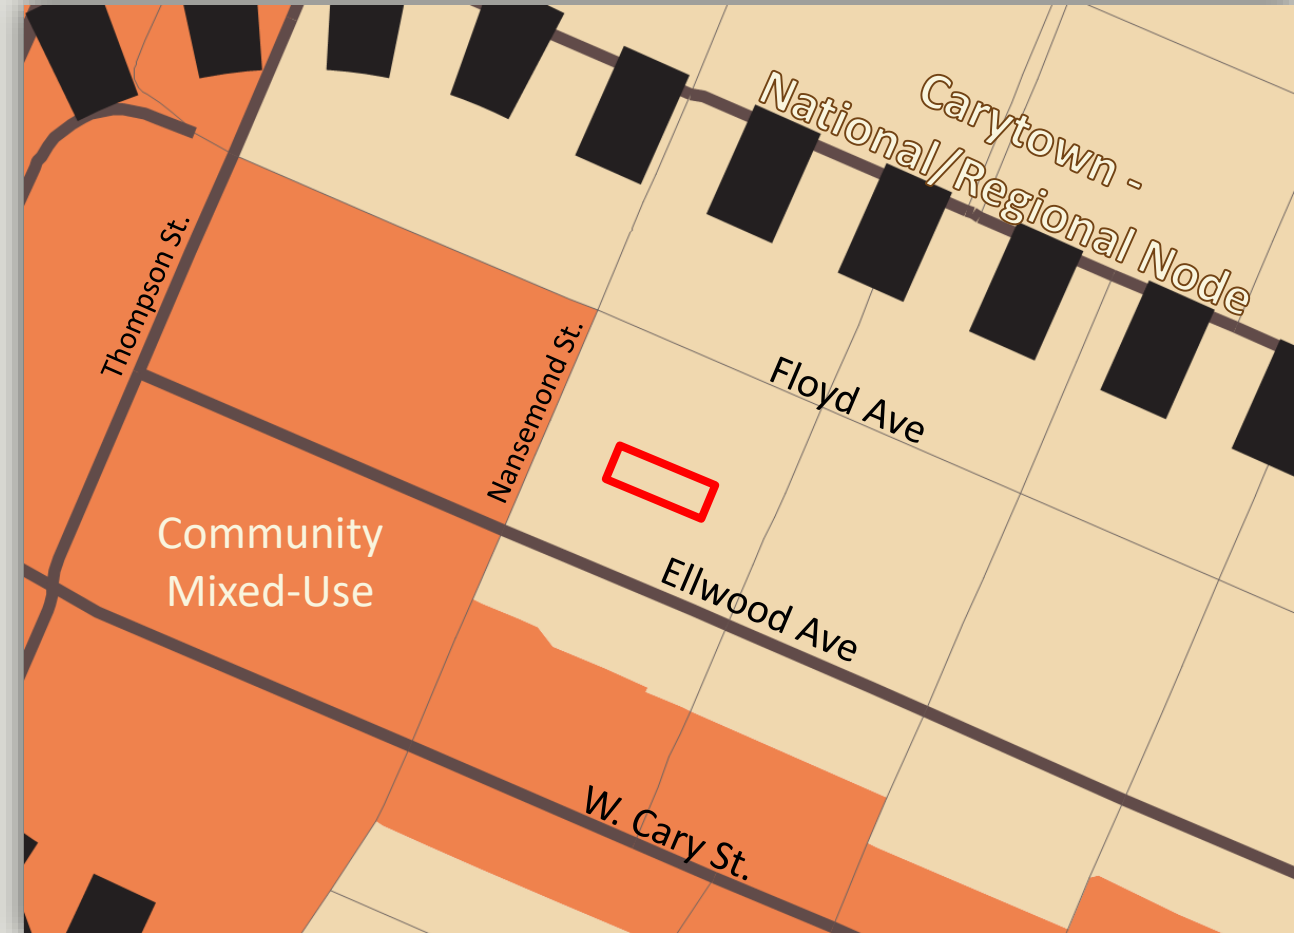 Carytown -
National/Regional Node
Thompson St.
Nansemond St.
Floyd Ave
Community
Mixed-Use
Ellwood Ave
W. Cary St.